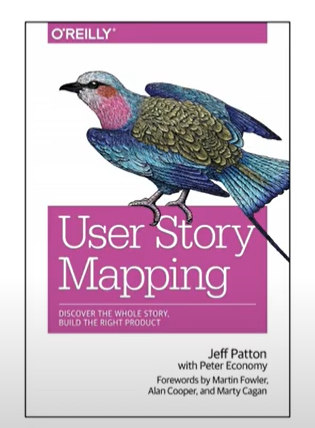 O'REILLY®
User Story
Mapping
DISCOVER THE WHOLE STORY,
BUILD THE RIGHT PRODUCT
Jeff Patton
with Peter Economy
Forewords by Martin Fowler,
Alan Cooper, and Marty Cagan